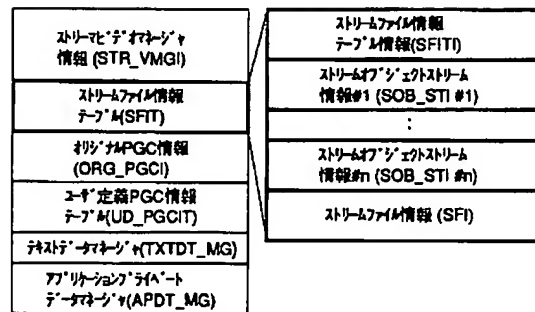 ストリーマビデオマネージャ
情報 (STR_VMGI)
ストリームファイル情報
テーブル(SFIT)
オリジナルPGC情報
(ORG_PGCI)
ユーザ定義PGC情報
テーブル(UD_PGCIT)
テキストデータマネージャ(TXTDT_MG)
アプリケーションプライベート
データマネージャ(APDT_MG)
ストリームファイル情報
テーブル情報(SFITI)
ストリームオブジェクトストリーム
情報#1 (SOB_STI #1)
:
ストリームオブジェクトストリーム
情報#n (SOB_STI #n)
ストリームファイル情報 (SFI)